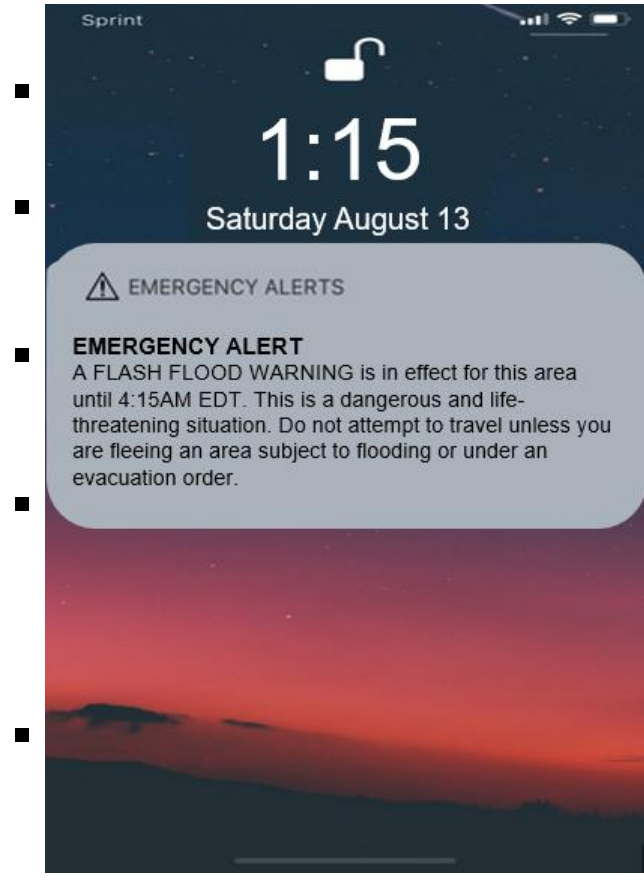 Sprint
1:15
Saturday August 13
EMERGENCY ALERTS
EMERGENCY ALERT
A FLASH FLOOD WARNING is in effect for this area
until 4:15AM EDT. This is a dangerous and life-
threatening situation. Do not attempt to travel unless you
are fleeing an area subject to flooding or under an
evacuation order.